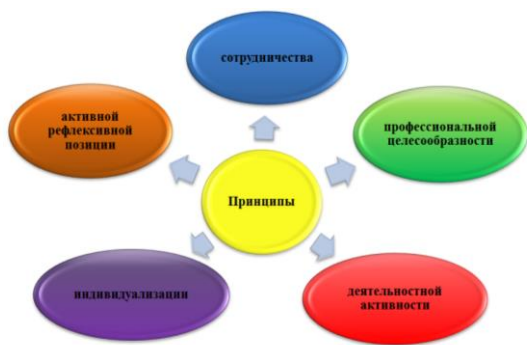 сотрудничества
активной
рефлексивной
позиции
профессиональной
целесообразности
Принципы
индивидуализации
деятельностной
активности